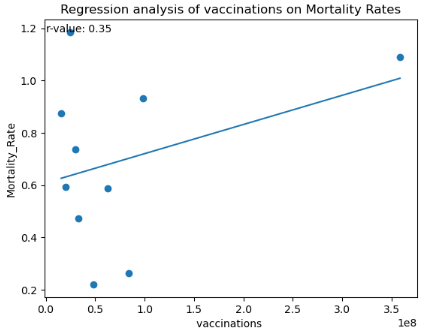 Regression analysis of vaccinations on Mortality Rates
r-value: 0.35
1.2
1.0
0.8
0.6
0.4
0.2
Mortality_Rate
0.0 0.5 1.0 1.5 2.0 2.5 3.0 3.5
1e8
vaccinations